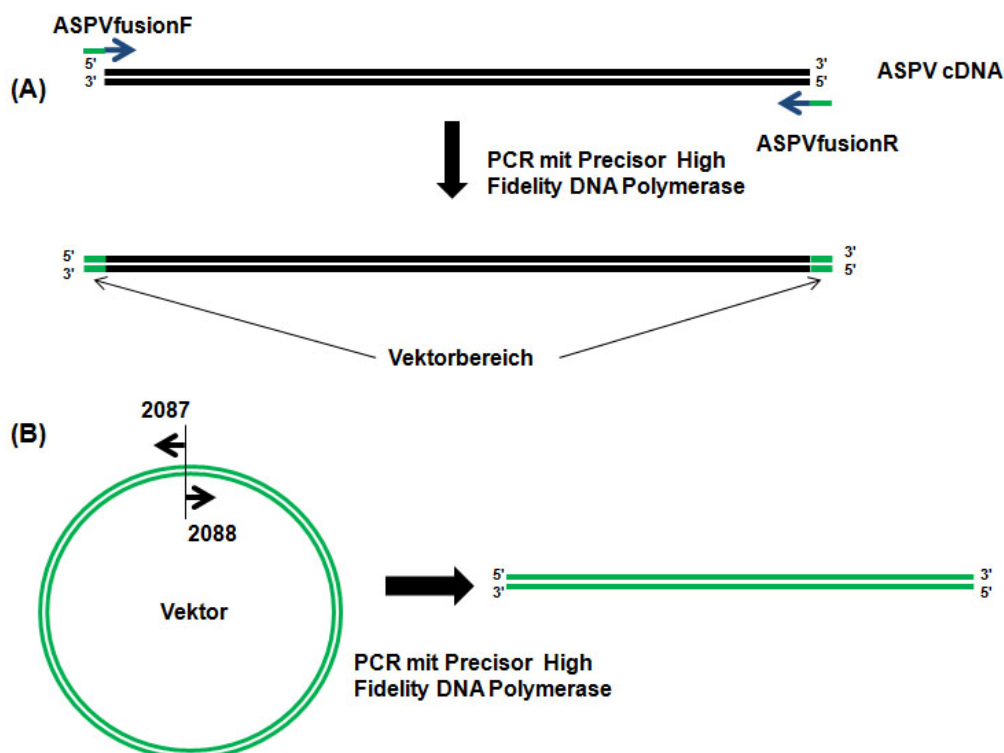 ASPVfusionF
5'
3'
3'
5'
(A)
ASPV cDNA
ASPVfusionR
PCR mit Precisor High
Fidelity DNA Polymerase
5'
3'
3'
5'
Vektorbereich
2087
(B)
2088
Vektor
5'
3'
3'
5'
PCR mit Precisor High
Fidelity DNA Polymerase